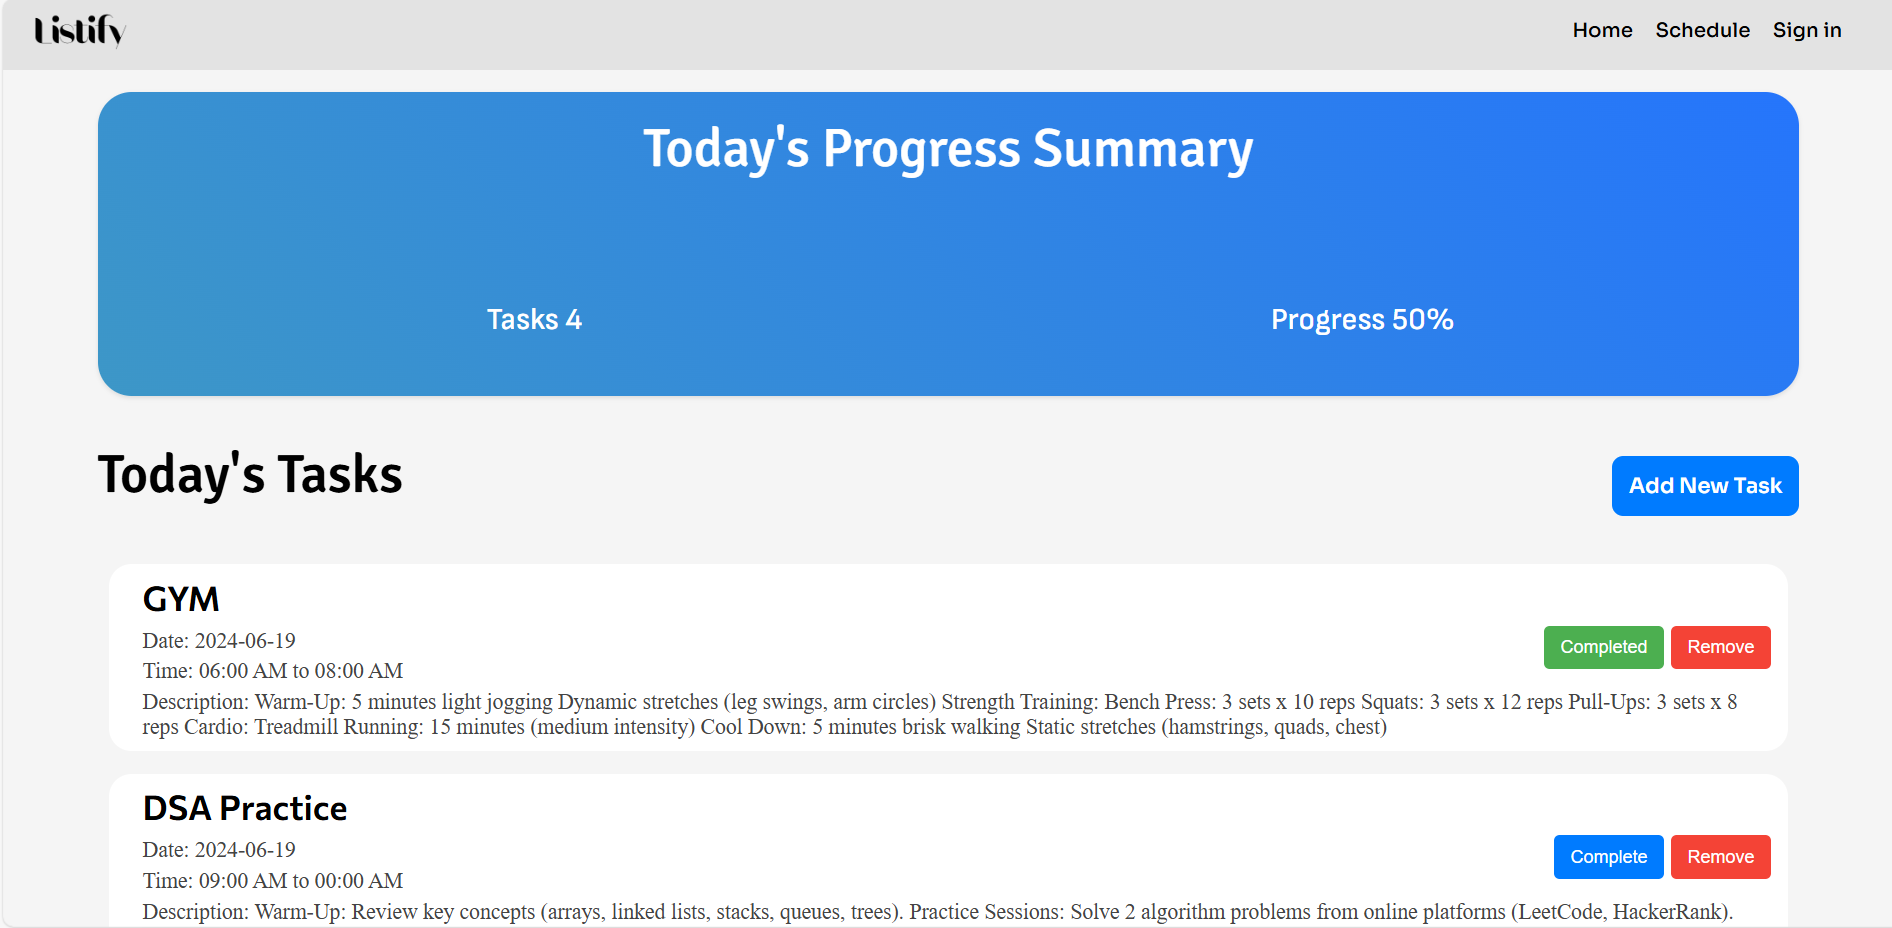 Listify
Home Schedule Sign in
Today's Progress Summary
Tasks 4
Progress 50%
Today's Tasks
Add New Task
GYM
Date: 2024-06-19
Time: 06:00 AM to 08:00 AM
Completed Remove
Description: Warm-Up: 5 minutes light jogging Dynamic stretches (leg swings, arm circles) Strength Training: Bench Press: 3 sets x 10 reps Squats: 3 sets x 12 reps Pull-Ups: 3 sets x 8
reps Cardio: Treadmill Running: 15 minutes (medium intensity) Cool Down: 5 minutes brisk walking Static stretches (hamstrings, quads, chest)
DSA Practice
Date: 2024-06-19
Time: 09:00 AM to 00:00 AM
Complete Remove
Description: Warm-Up: Review key concepts (arrays, linked lists, stacks, queues, trees). Practice Sessions: Solve 2 algorithm problems from online platforms (LeetCode, HackerRank).